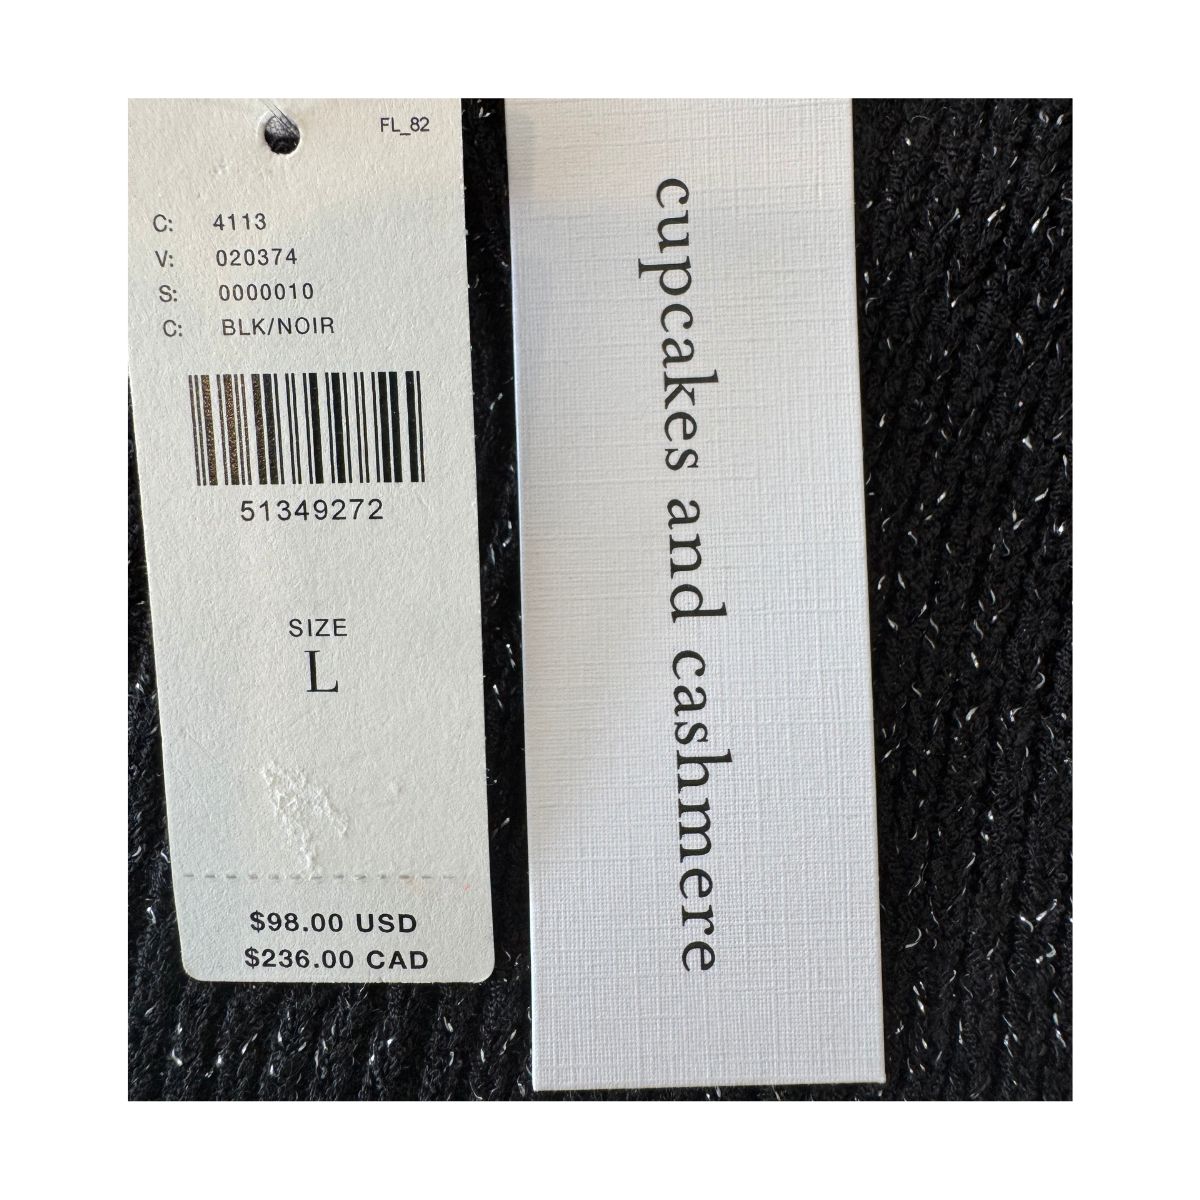 FL_82
C: 4113
V: 020374
S: 0000010
C: BLK/NOIR
51349272
SIZE
L
$98.00 USD
$236.00 CAD
cupcakes and cashmere